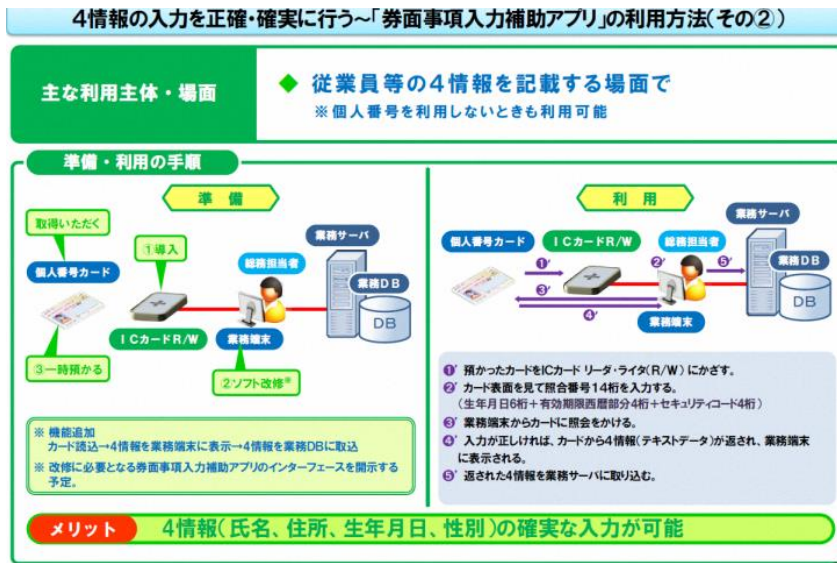 4情報の入力を正確・確実に行う~「券面事項入力補助アプリ」の利用方法(その②)
主な利用主体・場面
◆ 従業員等の4情報を記載する場面で
※個人番号を利用しないときも利用可能
準備・利用の手順
準備
取得いただく
個人番号カード
③一時預かる
①導入
ICカードR/W
総務担当者
業務端末
②ソフト改修※
業務サーバ
業務DB
DB
※ 機能追加
カード読込→4情報を業務端末に表示→4情報を業務DBに取込
※ 改修に必要となる券面事項入力補助アプリのインターフェースを開示する
予定。
利用
個人番号カード
ICカードR/W
総務担当者
業務サーバ
業務DB
DB
①'
②'
⑤'
③'
④'
業務端末
①' 預かったカードをICカード リーダ・ライタ(R/W)にかざす。
②' カード表面を見て照合番号14桁を入力する。
(生年月日6桁+有効期限西暦部分4桁+セキュリティコード4桁)
③' 業務端末からカードに照会をかける。
④' 入力が正しければ、カードから4情報(テキストデータ)が返され、業務端末
に表示される。
⑤' 返された4情報を業務サーバに取り込む。
メリット
4情報(氏名、住所、生年月日、性別)の確実な入力が可能